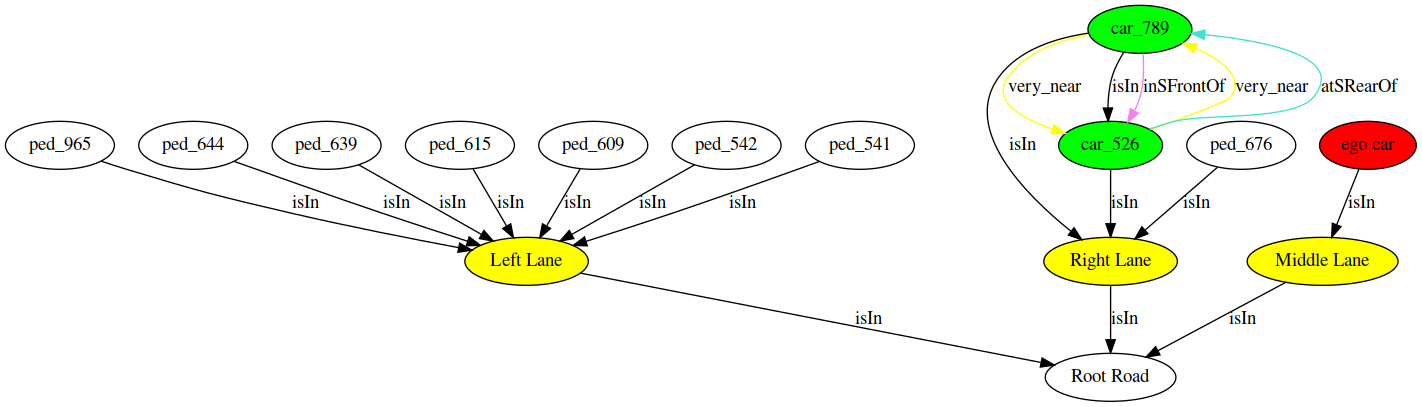 car_789
very_near isIn inSFrontOf very_near atSRearOf
ped_965 ped_644 ped_639 ped_615 ped_609 ped_542 ped_541 isIn car_526 ped_676 ego car
isIn isIn isIn isIn isIn isIn isIn isIn isIn isIn
Left Lane Right Lane Middle Lane
isIn isIn isIn
Root Road